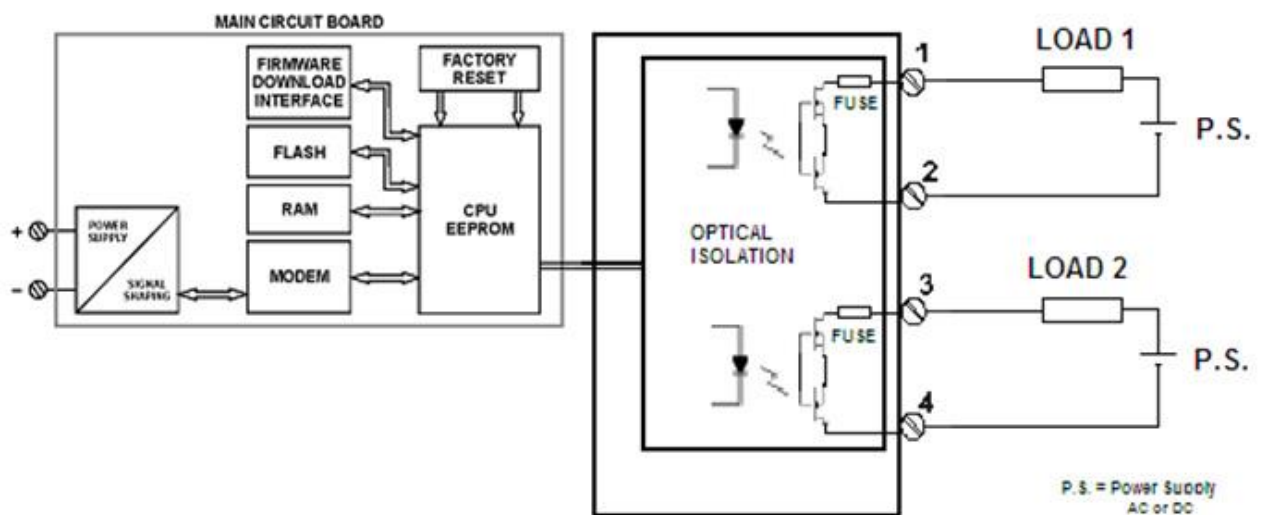 MAIN CIRCUIT BOARD
FIRMWARE
DOWNLOAD
INTERFACE
FACTORY
RESET
FLASH
RAM
MODEM
CPU
EEPROM
+
–
POWER
SUPPLY
SIGNAL
SHAPING
OPTICAL
ISOLATION
FUSE
1
2
LOAD 1
P.S.
FUSE
3
4
LOAD 2
P.S.
P.S. = Power Supply
AC or DC